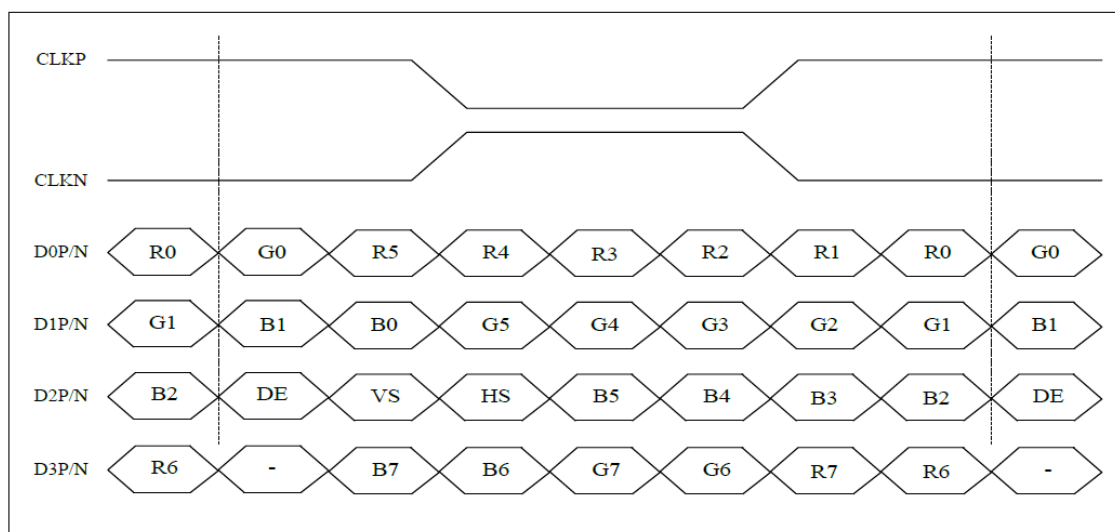 CLKP
CLKN
D0P/N R0 G0 R5 R4 R3 R2 R1 R0 G0
D1P/N G1 B1 B0 G5 G4 G3 G2 G1 B1
D2P/N B2 DE VS HS B5 B4 B3 B2 DE
D3P/N R6 - B7 B6 G7 G6 R7 R6 -